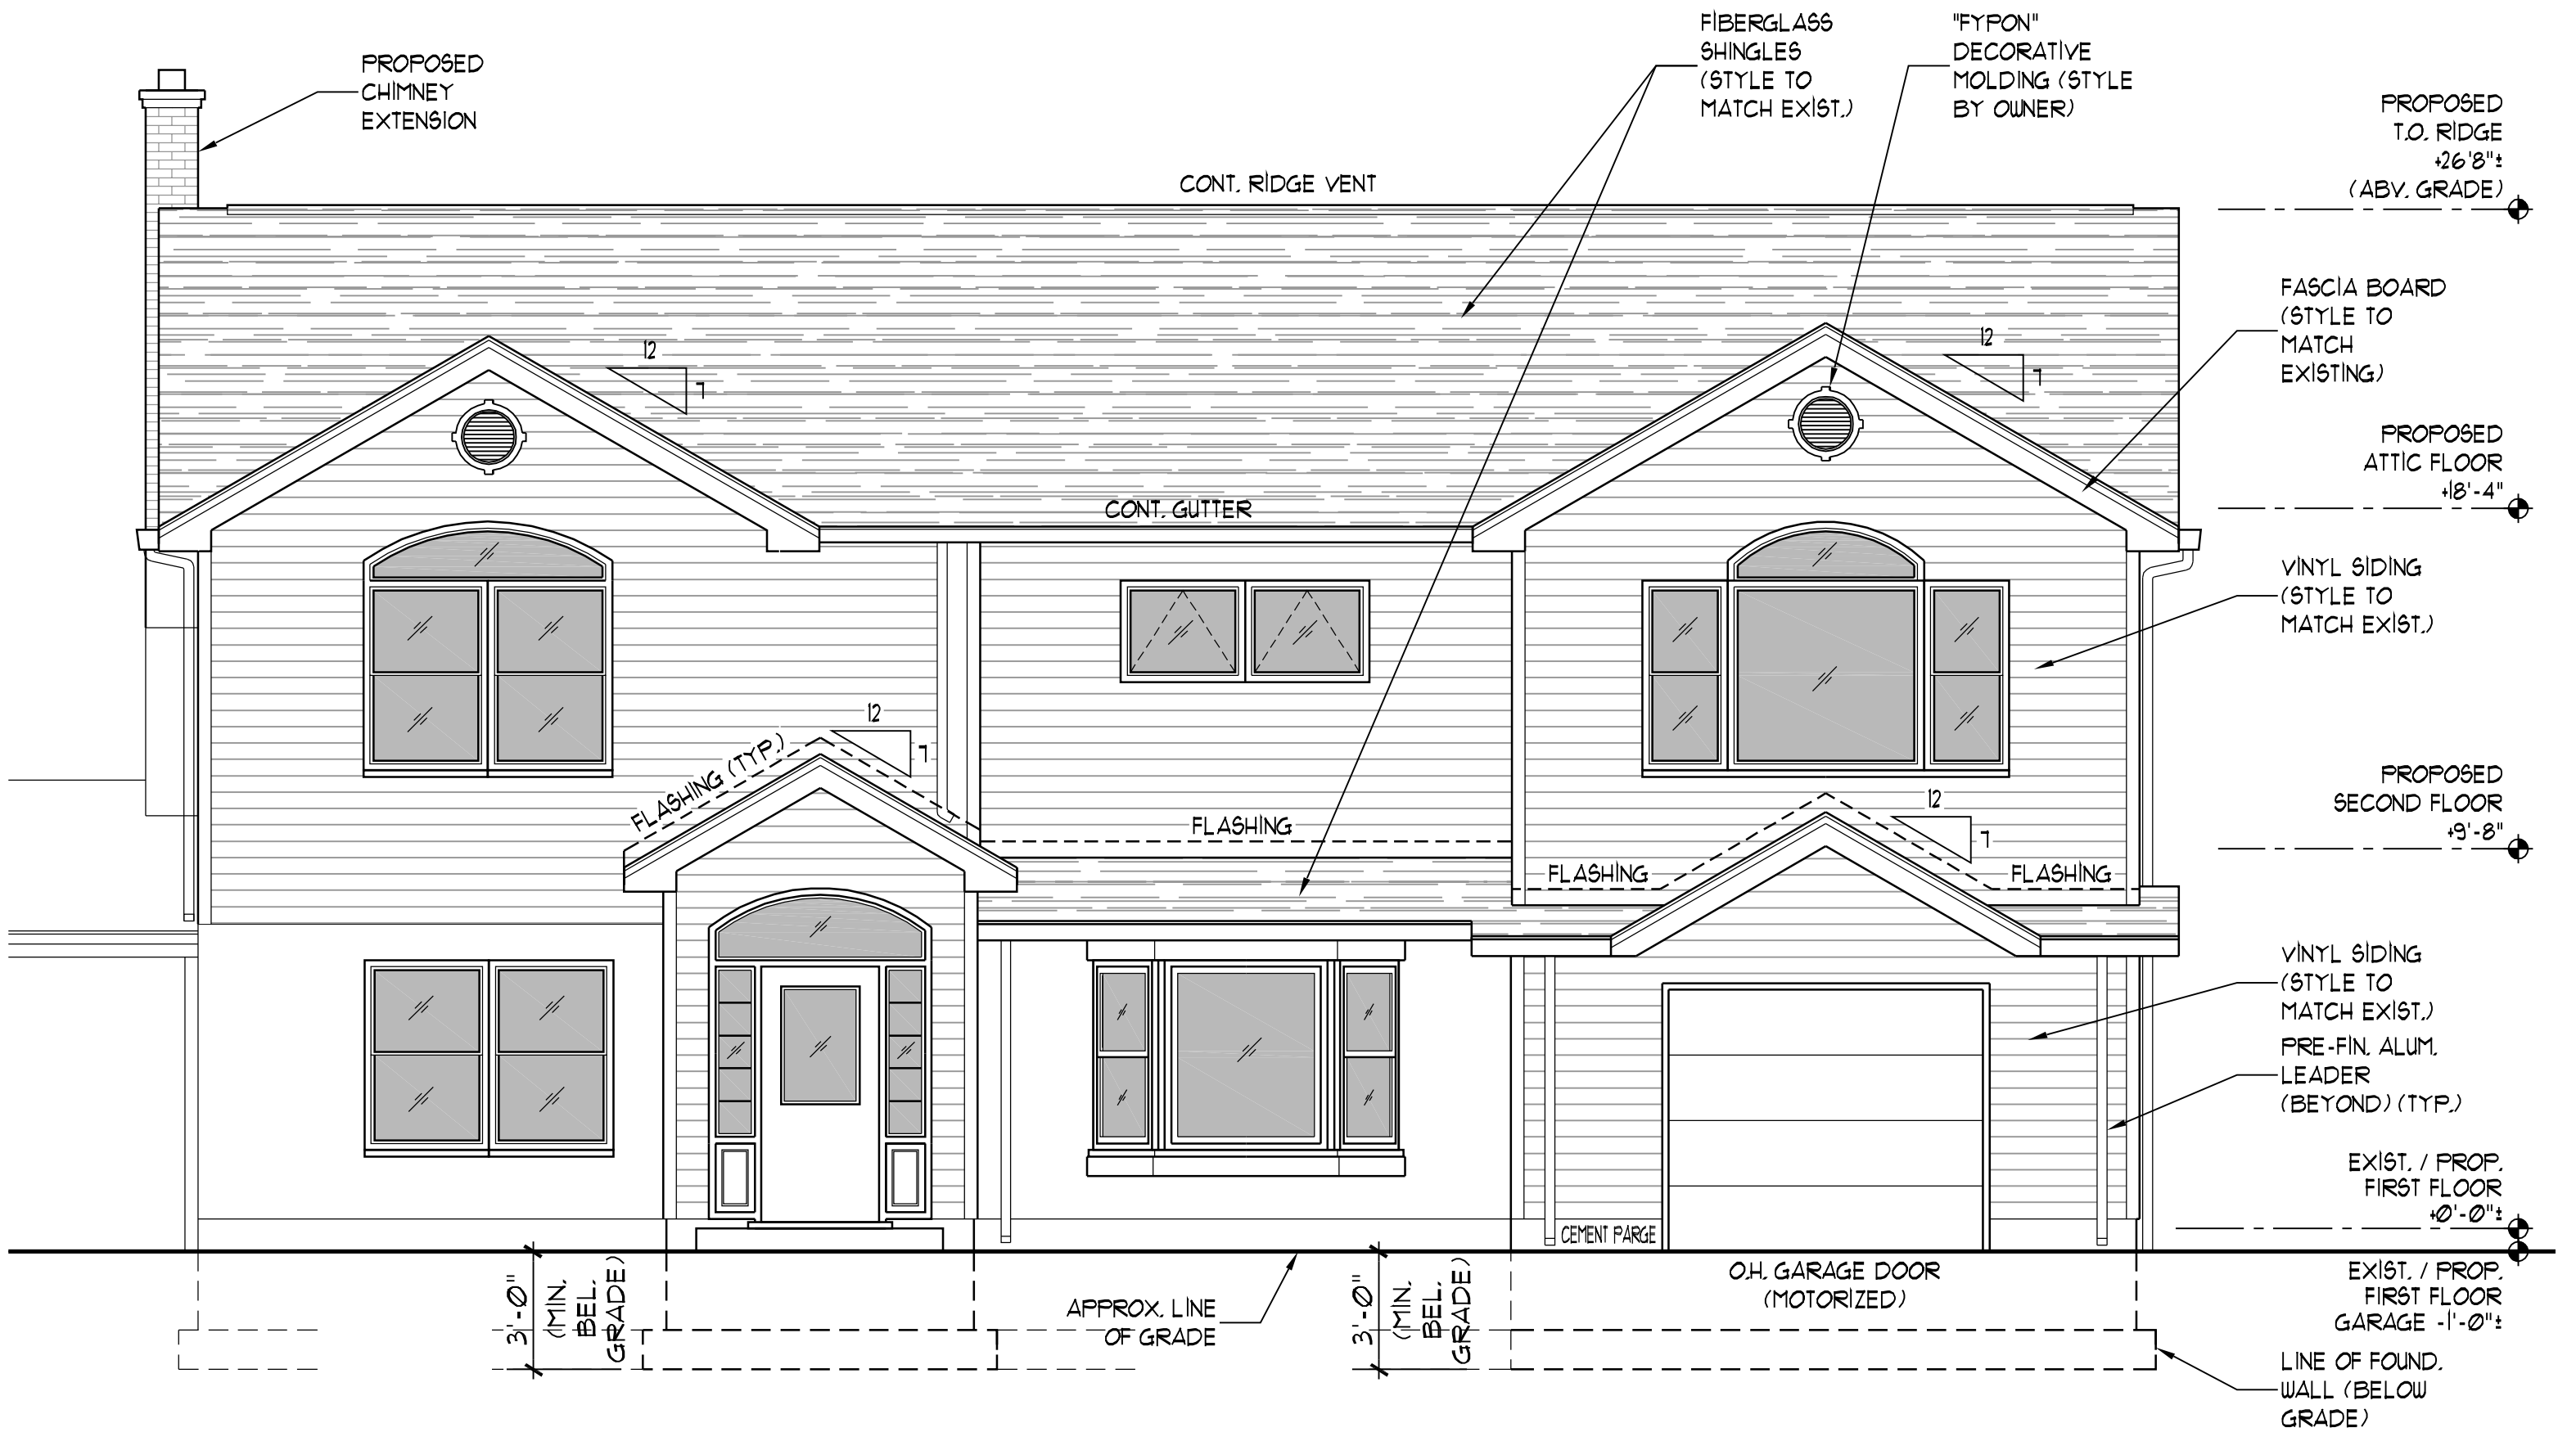 PROPOSED
CHIMNEY
EXTENSION
FIBERGLASS
SHINGLES
(STYLE TO
MATCH EXIST.)
"FYPON"
DECORATIVE
MOLDING (STYLE
BY OWNER)
PROPOSED
T.O. RIDGE
+26'8"±
(ABV. GRADE)
CONT. RIDGE VENT
FASCIA BOARD
(STYLE TO
MATCH
EXISTING)
12
7
12
7
PROPOSED
ATTIC FLOOR
+18'-4"
CONT. GUTTER
VINYL SIDING
(STYLE TO
MATCH EXIST.)
12
7
FLASHING (TYP.)
PROPOSED
SECOND FLOOR
+9'-8"
12
7
FLASHING
FLASHING
FLASHING
VINYL SIDING
(STYLE TO
MATCH EXIST.)
PRE-FIN. ALUM.
LEADER
(BEYOND) (TYP.)
EXIST. / PROP.
FIRST FLOOR
+0'-0"±
CEMENT PARGE
3'-0"
(MIN.
BEL.
GRADE)
APPROX. LINE
OF GRADE
3'-0"
(MIN.
BEL.
GRADE)
O.H. GARAGE DOOR
(MOTORIZED)
EXIST. / PROP.
FIRST FLOOR
GARAGE -1'-0"±
LINE OF FOUND.
WALL (BELOW
GRADE)